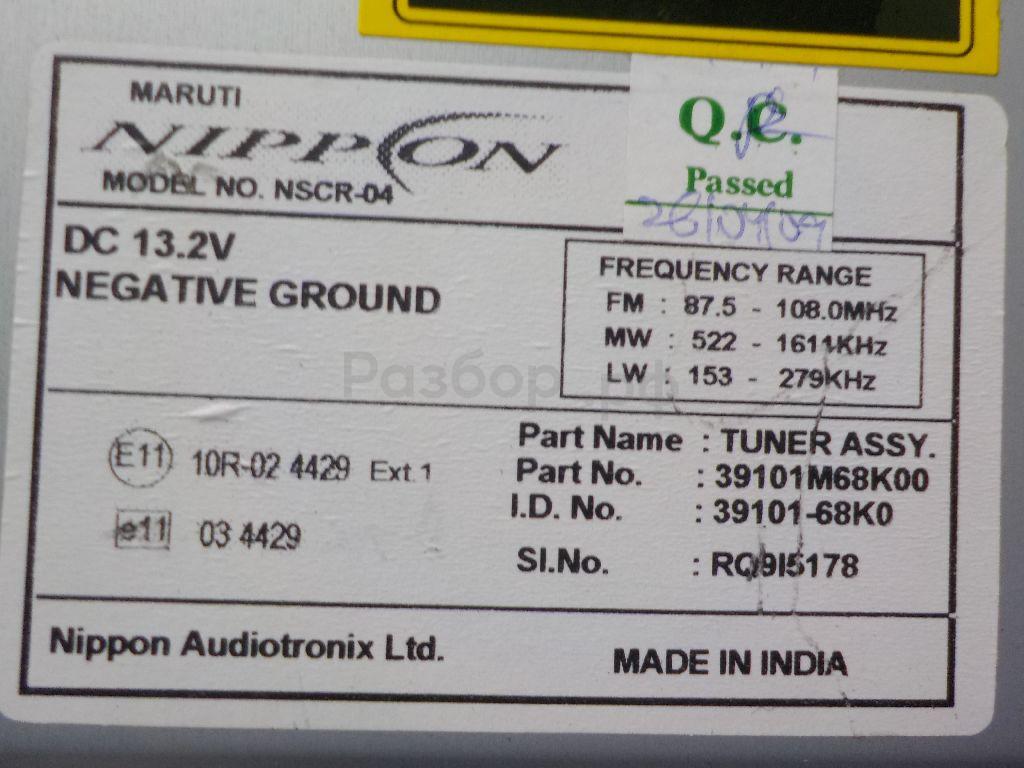 MARUTI
NIPPON
MODEL NO. NSCR-04
Q.C.
Passed
DC 13.2V
NEGATIVE GROUND
FREQUENCY RANGE
FM : 87.5 - 108.0MHz
MW : 522 - 1611KHz
LW : 153 - 279KHz
Разбор.рф
E11 10R-02 4429 Ext.1
e11 03 4429
Part Name : TUNER ASSY.
Part No. : 39101M68K00
I.D. No. : 39101-68K0
SI.No. : RQ9I5178
Nippon Audiotronix Ltd.
MADE IN INDIA